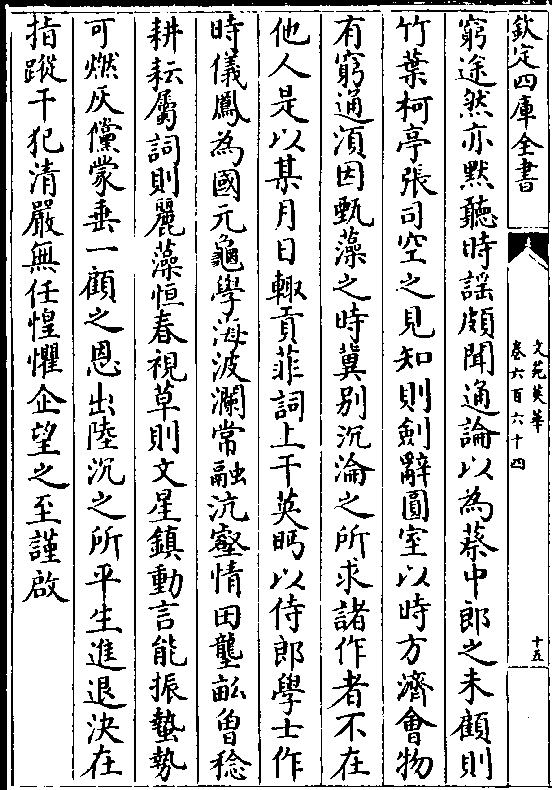 欽定四庫全書
文苑英華
卷六百六十四
十五
窮途然亦黙聽時謡頗聞通論以為蔡中郎之未顧則
竹葉柯亭張司空之見知則劍辭圓室以時方濟會物
有窮通湏因甄藻之時冀别沉淪之所求諸作者不在
他人是以某月日輙貢菲詞上干英眄以侍郎學士作
時儀鳳為國元龜學海波瀾常融沆壑情田壟畝曽稔
耕耘屬詞則麗藻恒春視草則文星鎮動言能振蟄勢
可燃灰儻蒙垂一顧之恩出陸沉之所平生進退決在
指蹤干犯清嚴無任惶懼企望之至謹啟